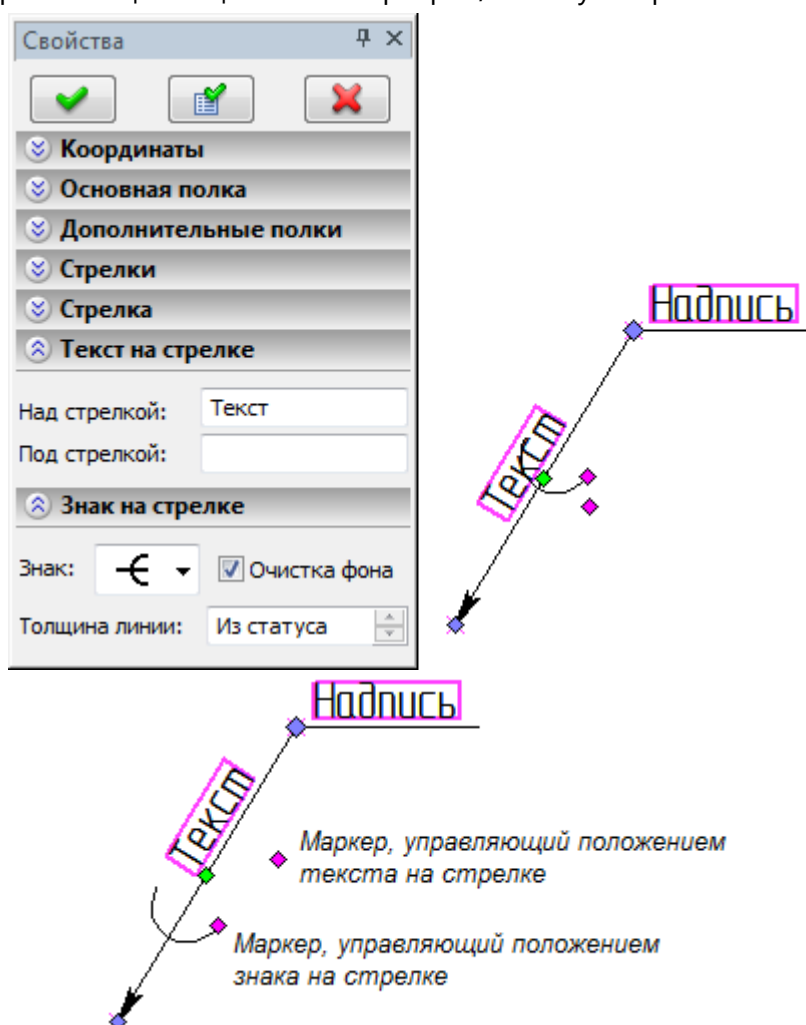 Свойства
Координаты
Основная полка
Дополнительные полки
Стрелки
Стрелка
Текст на стрелке
Над стрелкой: Текст
Под стрелкой:
Знак на стрелке
Знак: Очистка фона
Толщина линии: Из статуса
Надпись
Текст
Надпись
Текст
Маркер, управляющий положением
текста на стрелке
Маркер, управляющий положением
знака на стрелке